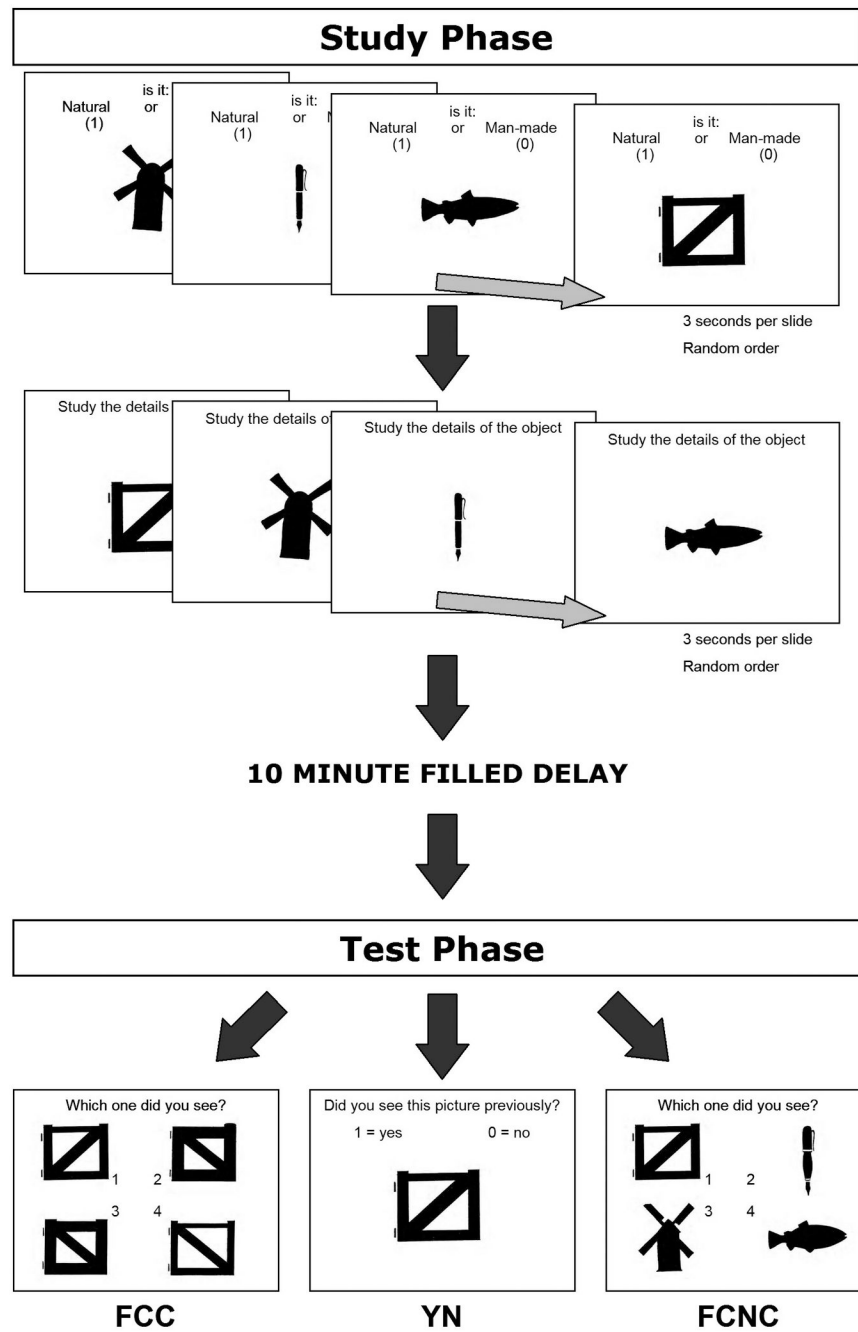 Study Phase
is it:
Natural or
(1)
is it:
Natural or M
(1)
is it:
Natural or Man-made
(1) (0)
is it:
Natural or Man-made
(1) (0)
3 seconds per slide
Random order
Study the details
Study the details of
Study the details of the object
Study the details of the object
3 seconds per slide
Random order
10 MINUTE FILLED DELAY
Test Phase
Which one did you see?
1 2
3 4
FCC
Did you see this picture previously?
1 = yes 0 = no
YN
Which one did you see?
1 2
3 4
FCNC